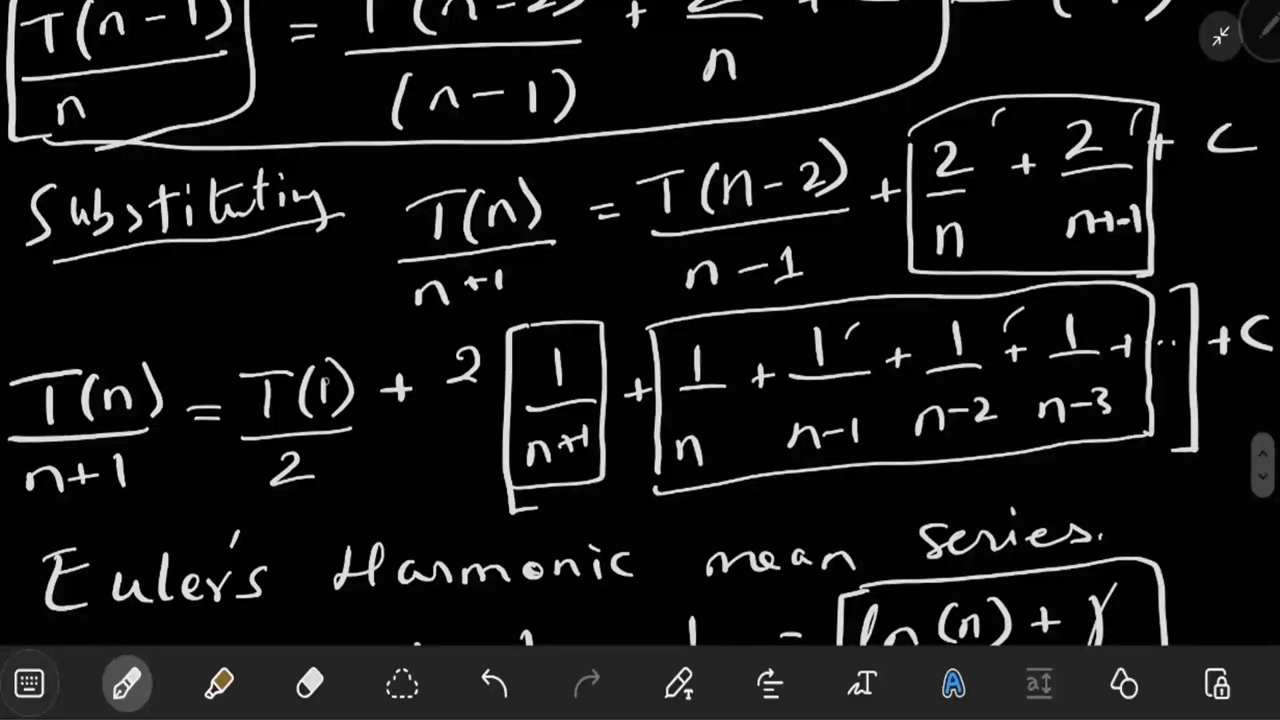 T(n-1)/n = T(n-2)/(n-1) + 2/n +
Substituting T(n)/n+1 = T(n-2)/n-1 + 2/n + 2/n+1 + C
T(n)/n+1 = T(1)/2 + 2 [ 1/n+1 + 1/n + 1/n-1 + 1/n-2 + 1/n-3 + .. ] + C
Euler's Harmonic mean series.
= ln(n) + γ